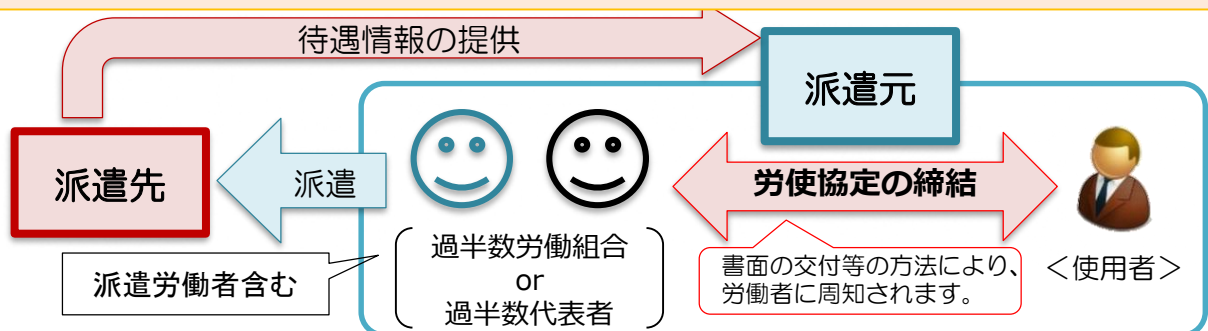 待遇情報の提供
派遣元
派遣先
派遣
労使協定の締結
過半数労働組合
or
過半数代表者
派遣労働者含む
書面の交付等の方法により、
労働者に周知されます。
＜使用者＞